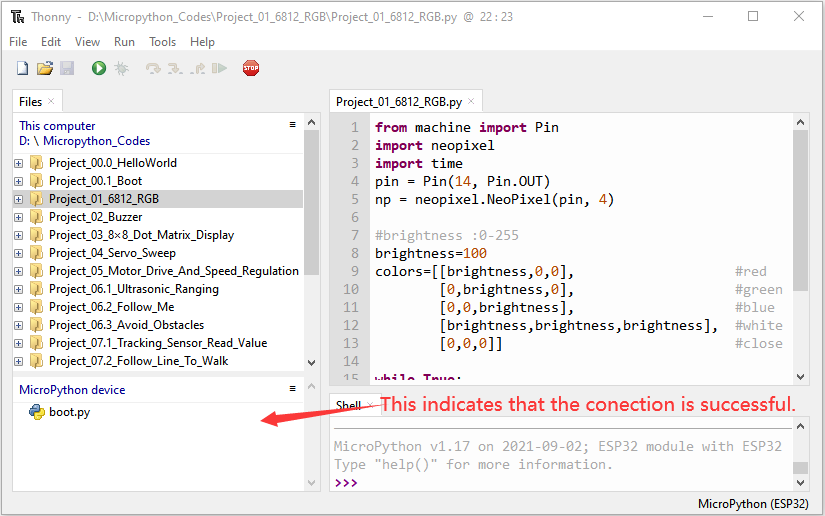 Thonny - D:\Micropython_Codes\Project_01_6812_RGB\Project_01_6812_RGB.py @ 22 : 23
File Edit View Run Tools Help
STOP
Files ×
This computer
D: \ Micropython_Codes
Project_00.0_HelloWorld
Project_00.1_Boot
Project_01_6812_RGB
Project_02_Buzzer
Project_03_8×8_Dot_Matrix_Display
Project_04_Servo_Sweep
Project_05_Motor_Drive_And_Speed_Regulation
Project_06.1_Ultrasonic_Ranging
Project_06.2_Follow_Me
Project_06.3_Avoid_Obstacles
Project_07.1_Tracking_Sensor_Read_Value
Project_07.2_Follow_Line_To_Walk
MicroPython device
boot.py
Project_01_6812_RGB.py ×
1 from machine import Pin
2 import neopixel
3 import time
4 pin = Pin(14, Pin.OUT)
5 np = neopixel.NeoPixel(pin, 4)
6
7 #brightness :0-255
8 brightness=100
9 colors=[[brightness,0,0], #red
10 [0,brightness,0], #green
11 [0,0,brightness], #blue
12 [brightness,brightness,brightness], #white
13 [0,0,0]] #close
14
15 while True:
Shell ×
This indicates that the conection is successful.
MicroPython v1.17 on 2021-09-02; ESP32 module with ESP32
Type "help()" for more information.
>>>
MicroPython (ESP32)